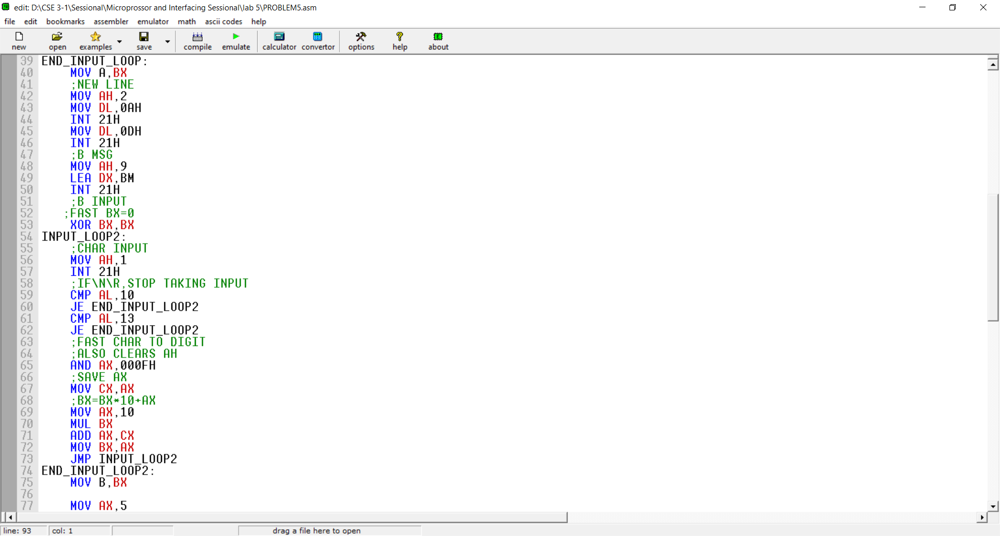 edit: D:\CSE 3-1\Sessional\Microprossor and Interfacing Sessional\lab 5\PROBLEM5.asm
file edit bookmarks assembler emulator math ascii codes help
new open examples save compile emulate calculator convertor options help about
39 END_INPUT_LOOP:
40 MOV A,BX
41 ;NEW LINE
42 MOV AH,2
43 MOV DL,0AH
44 INT 21H
45 MOV DL,0DH
46 INT 21H
47 ;B MSG
48 MOV AH,9
49 LEA DX,BM
50 INT 21H
51 ;B INPUT
52 ;FAST BX=0
53 XOR BX,BX
54 INPUT_LOOP2:
55 ;CHAR INPUT
56 MOV AH,1
57 INT 21H
58 ;IF\N\R,STOP TAKING INPUT
59 CMP AL,10
60 JE END_INPUT_LOOP2
61 CMP AL,13
62 JE END_INPUT_LOOP2
63 ;FAST CHAR TO DIGIT
64 ;ALSO CLEARS AH
65 AND AX,000FH
66 ;SAVE AX
67 MOV CX,AX
68 ;BX=BX*10+AX
69 MOV AX,10
70 MUL BX
71 ADD AX,CX
72 MOV BX,AX
73 JMP INPUT_LOOP2
74 END_INPUT_LOOP2:
75 MOV B,BX
76
77 MOV AX,5
line: 93 col: 1 drag a file here to open